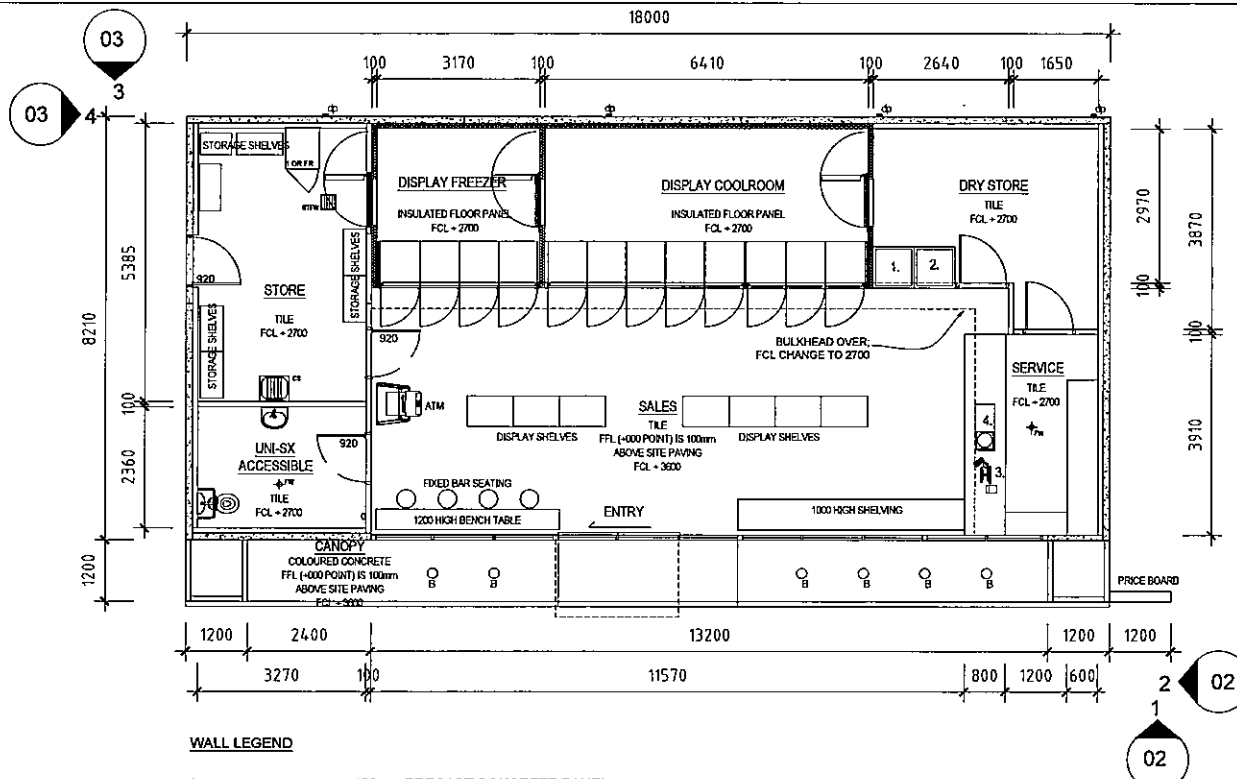 18000
03
3
03
4
100
3170
100
6410
100
2640
100
1650
STORAGE SHELVES
DISPLAY FREEZER
INSULATED FLOOR PANEL
FCL + 2700
DISPLAY COOLROOM
INSULATED FLOOR PANEL
FCL + 2700
DRY STORE
TILE
FCL + 2700
2970
3870
100
100
3910
1.
2.
5385
8210
100
2360
1200
920
STORE
TILE
FCL + 2700
STORAGE SHELVES
STORAGE SHELVES
CS
920
BULKHEAD OVER,
FCL CHANGE TO 2700
SERVICE
TILE
FCL + 2700
FW
ATM
DISPLAY SHELVES
SALES
TILE
FFL (+000 POINT) IS 100mm
ABOVE SITE PAVING
FCL + 3600
DISPLAY SHELVES
4.
3.
UNI-SX
ACCESSIBLE
FW
TILE
FCL + 2700
920
FIXED BAR SEATING
1200 HIGH BENCH TABLE
ENTRY
1000 HIGH SHELVING
CANOPY
COLOURED CONCRETE
FFL (+000 POINT) IS 100mm
ABOVE SITE PAVING
FCL + 3600
B
B
B
B
B
B
PRICE BOARD
1200
2400
13200
1200
1200
3270
100
11570
800
1200
600
2
02
1
02
WALL LEGEND